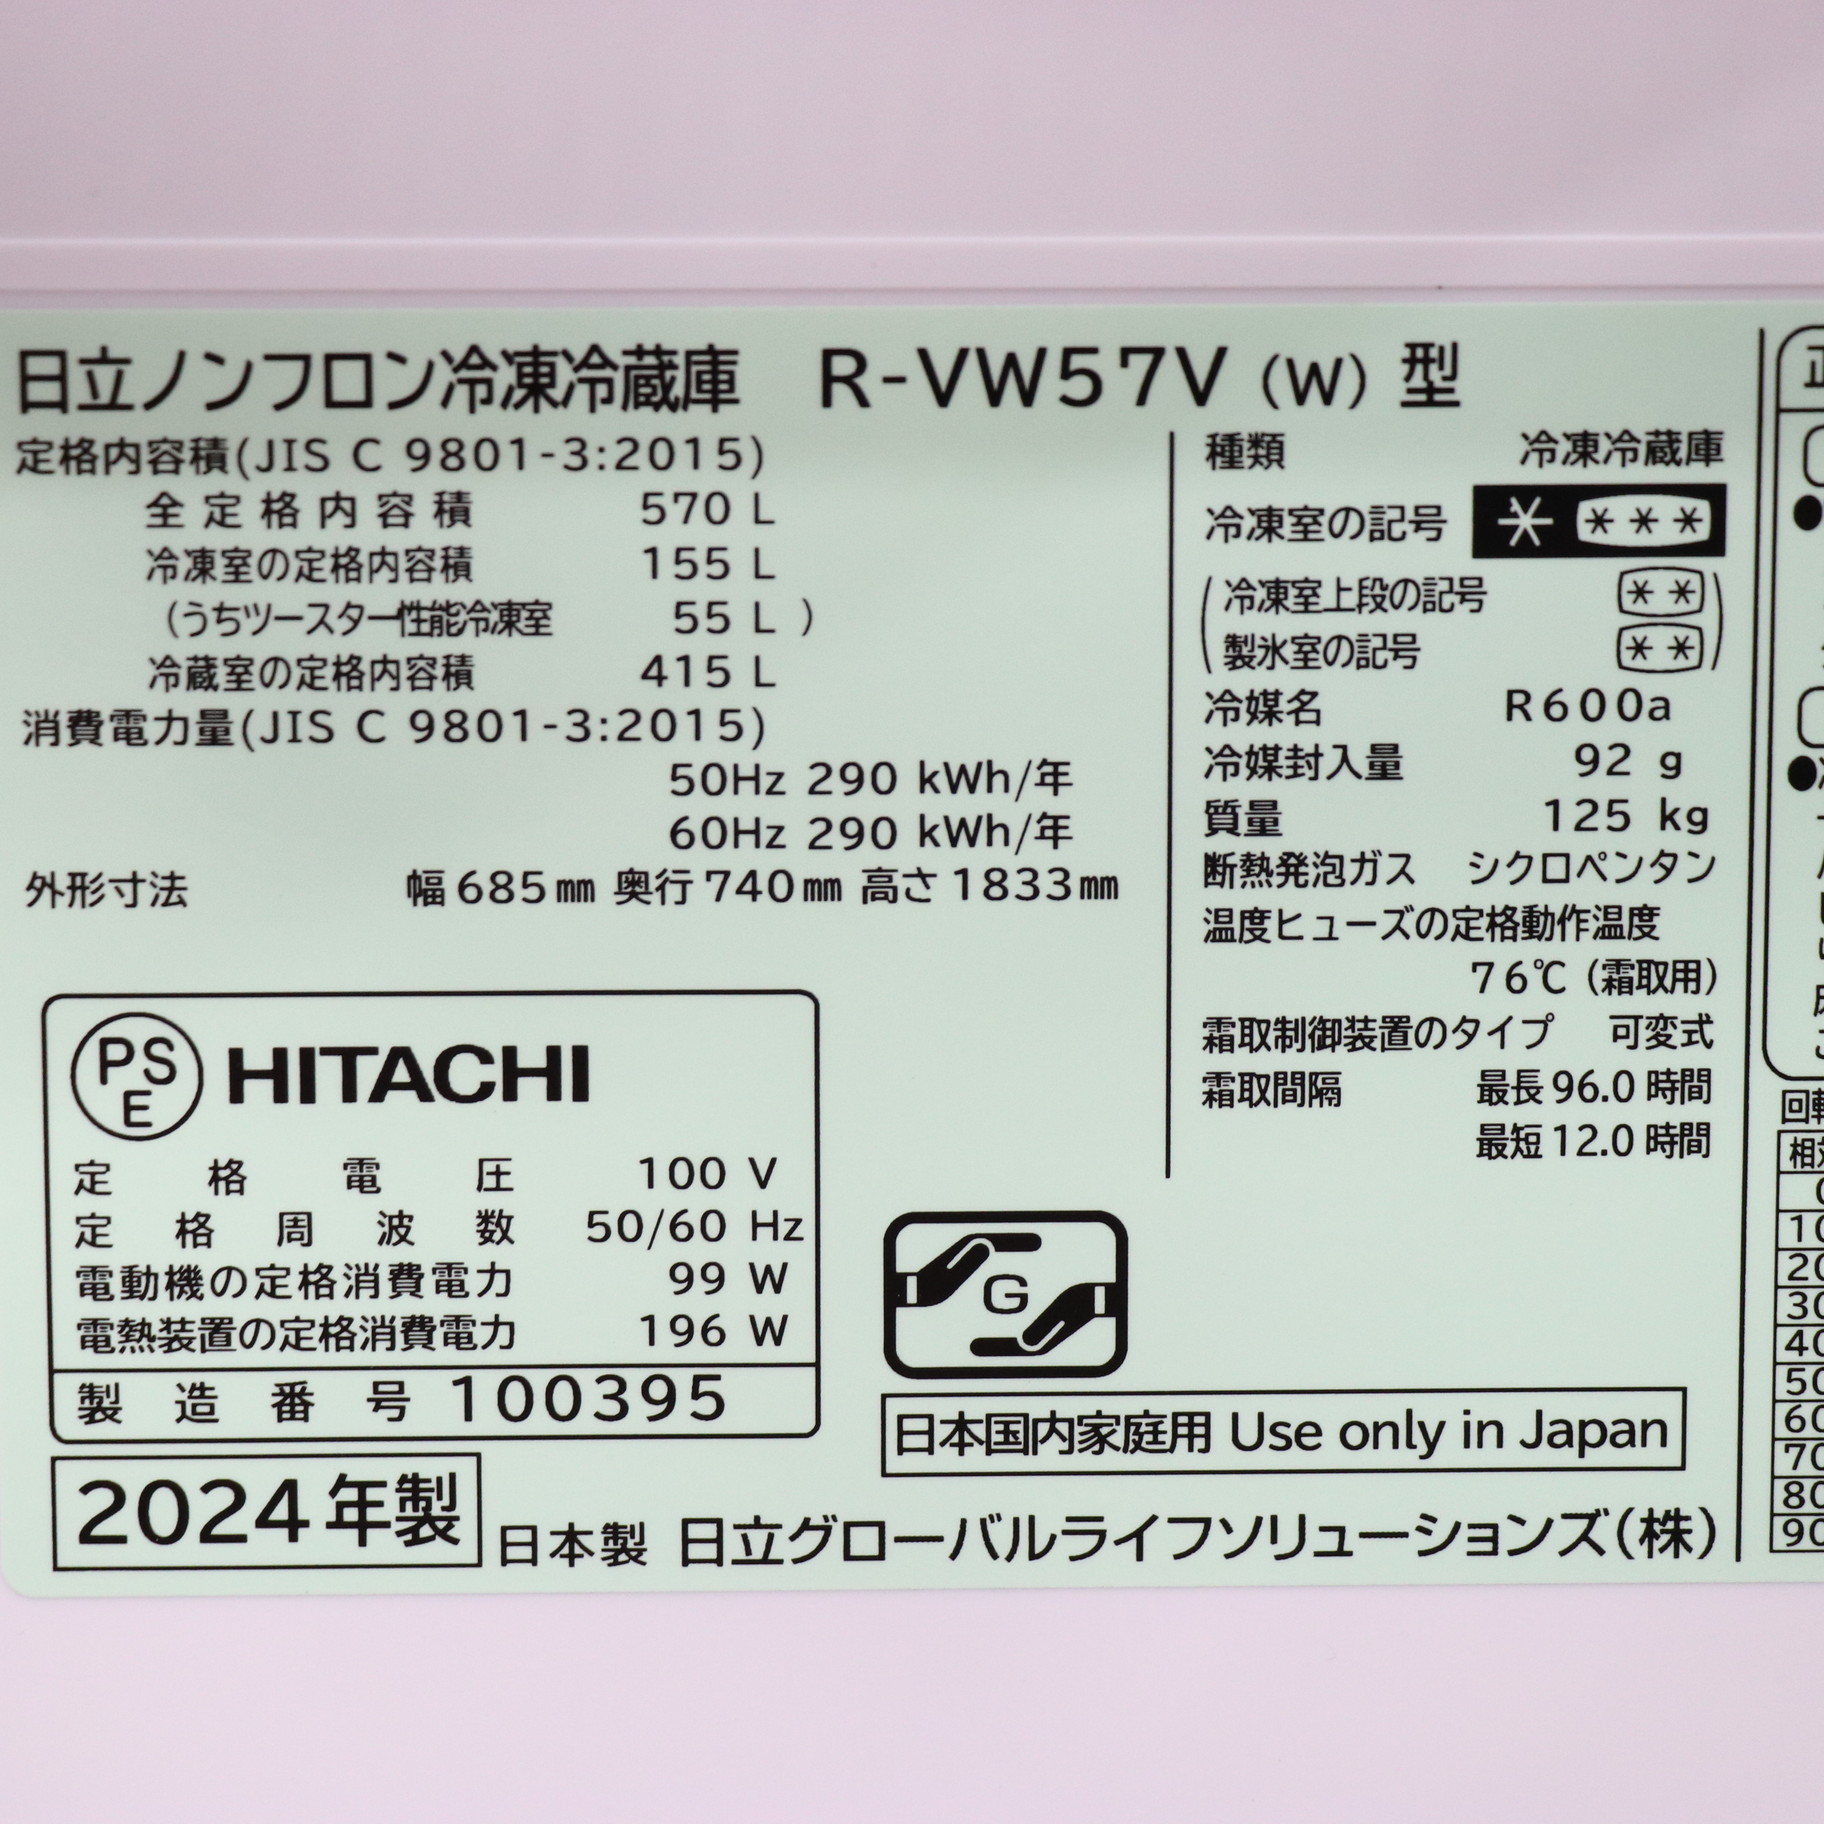 日立ノンフロン冷凍冷蔵庫 R-VW57V (W) 型
定格内容積(JIS C 9801-3:2015)
全定格内容積 570 L
冷凍室の定格内容積 155 L
(うちツースター性能冷凍室 55 L )
冷蔵室の定格内容積 415 L
消費電力量(JIS C 9801-3:2015)
50Hz 290 kWh/年
60Hz 290 kWh/年
外形寸法 幅685㎜ 奥行740㎜ 高さ1833㎜
種類 冷凍冷蔵庫
冷凍室の記号 * ***
(冷凍室上段の記号 **
製氷室の記号 **)
冷媒名 R600a
冷媒封入量 92 g
質量 125 kg
断熱発泡ガス シクロペンタン
温度ヒューズの定格動作温度
76℃ (霜取用)
霜取制御装置のタイプ 可変式
霜取間隔 最長96.0 時間
最短12.0 時間
PSE HITACHI
定格電圧 100 V
定格周波数 50/60 Hz
電動機の定格消費電力 99 W
電熱装置の定格消費電力 196 W
製造番号 100395
G
日本国内家庭用 Use only in Japan
2024年製
日本製 日立グローバルライフソリューションズ(株)